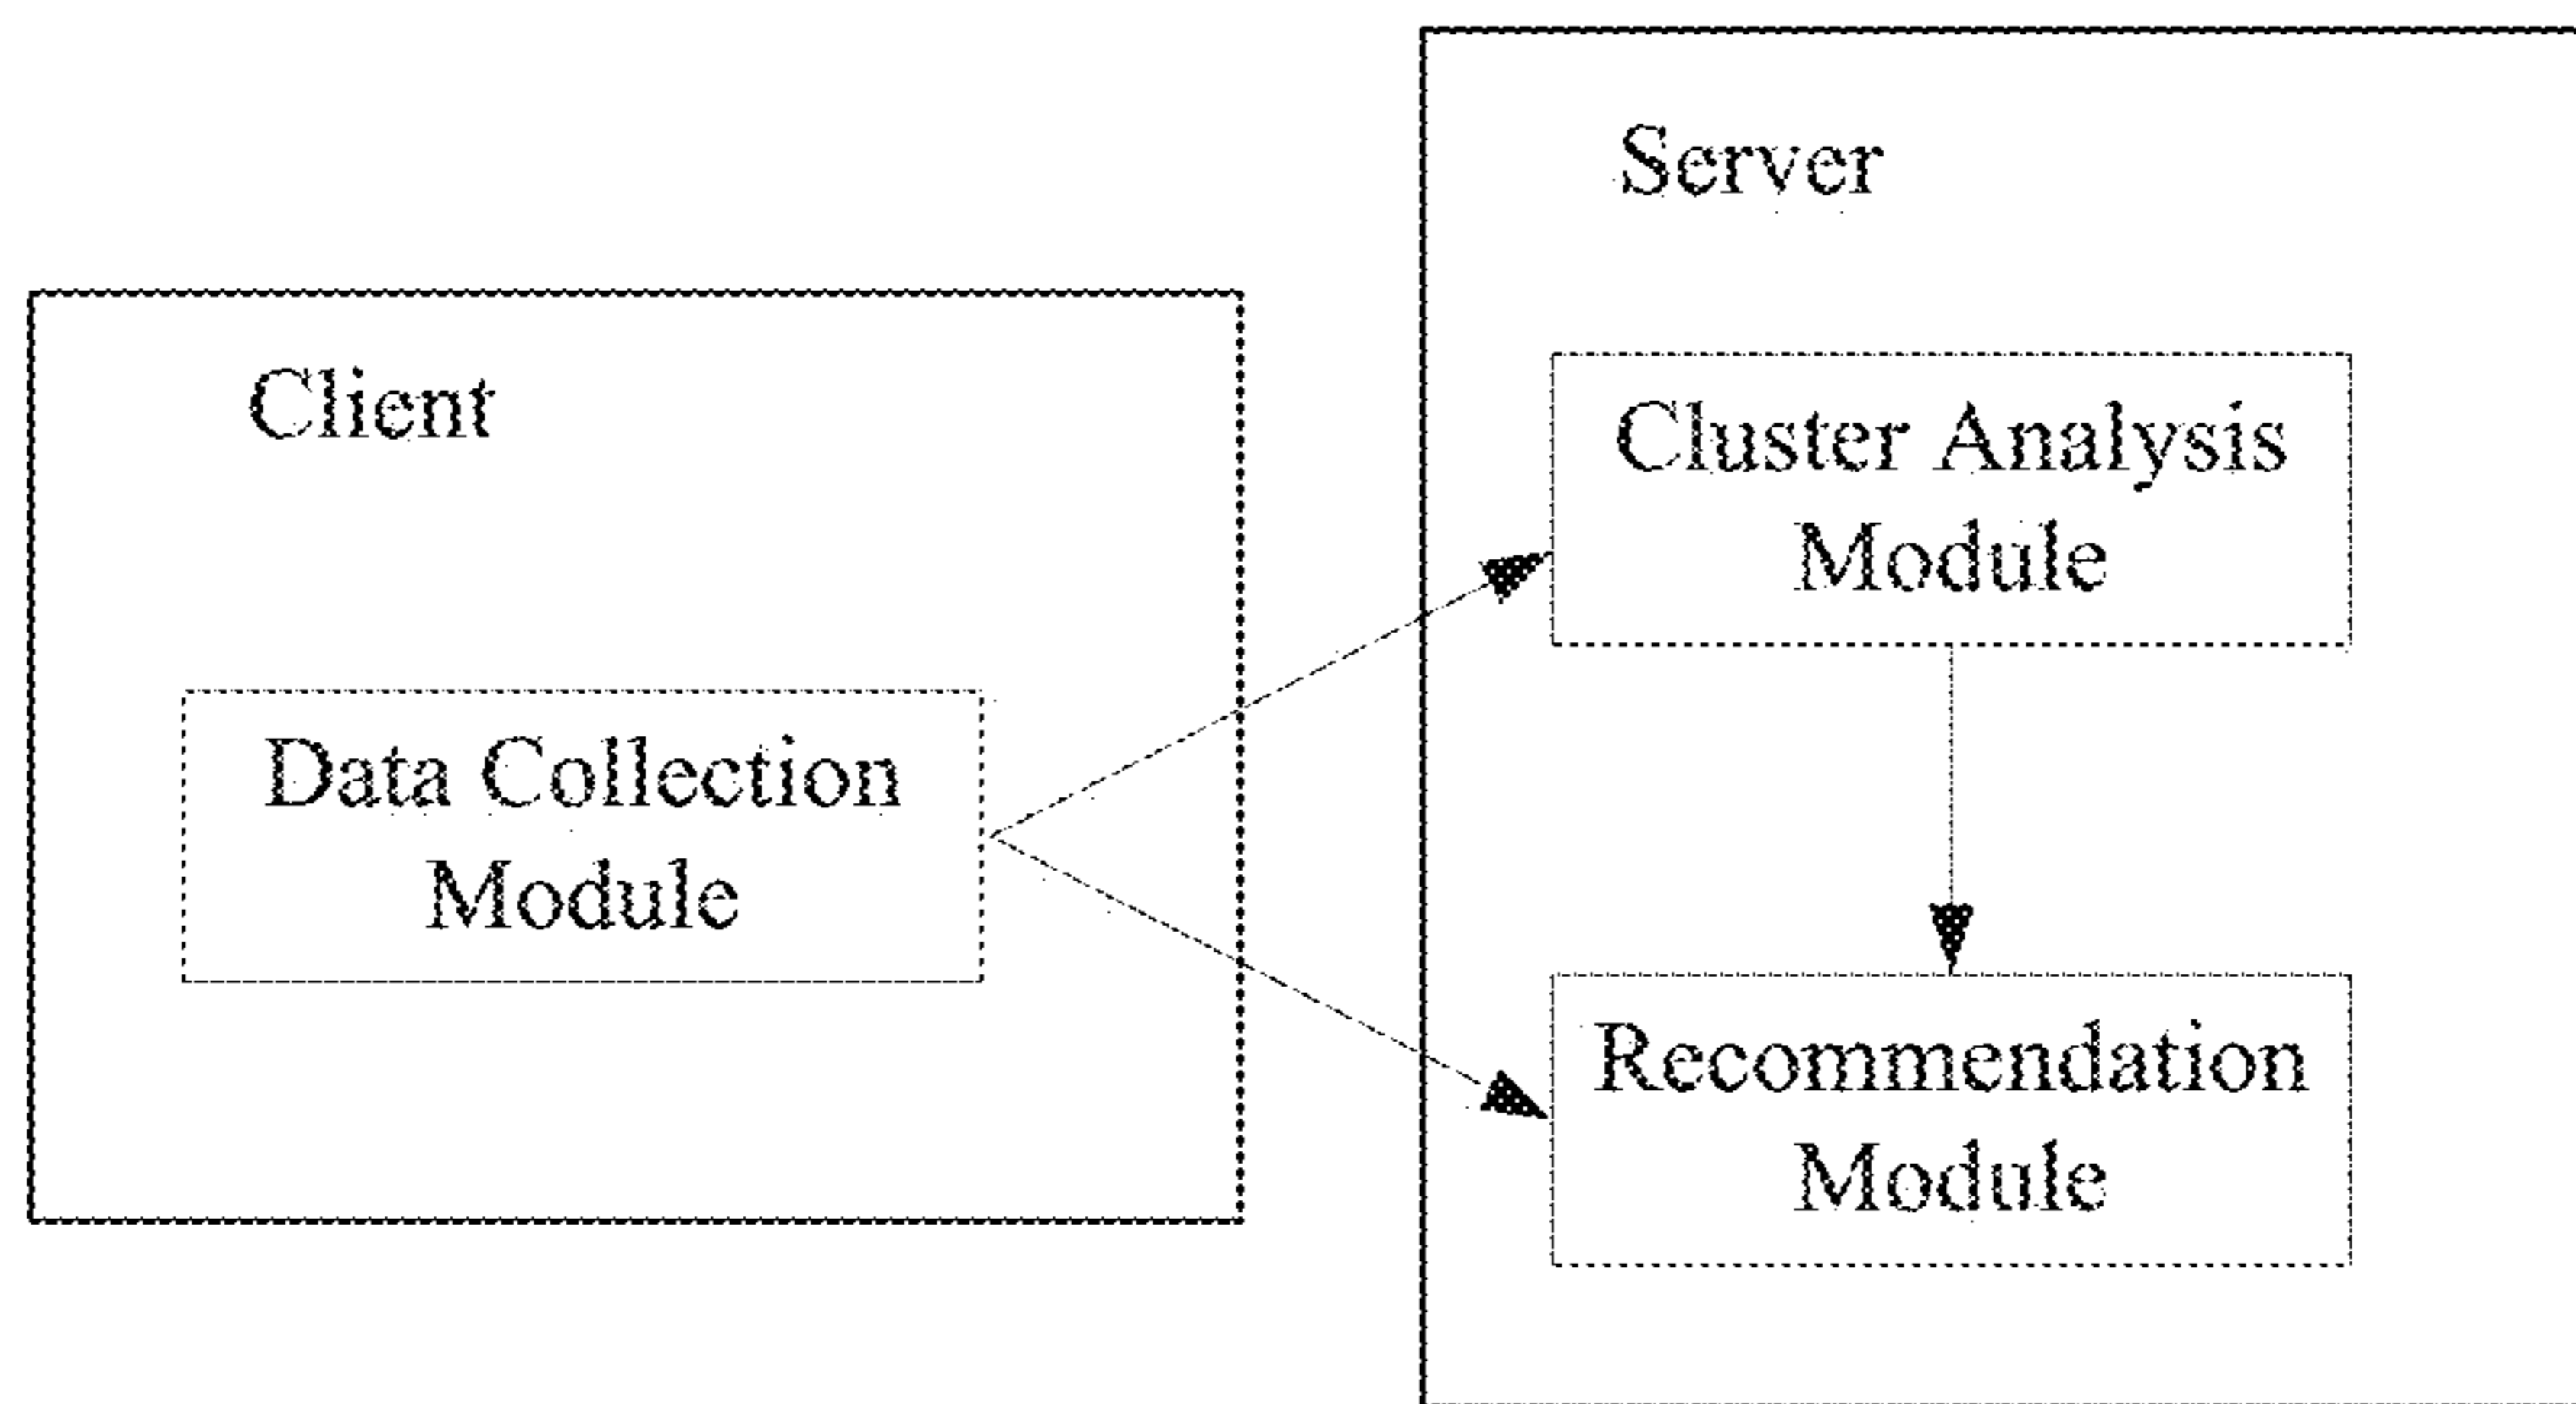 Server
Client
Cluster Analysis
Module
Data Collection
Module
Recommendation
Module